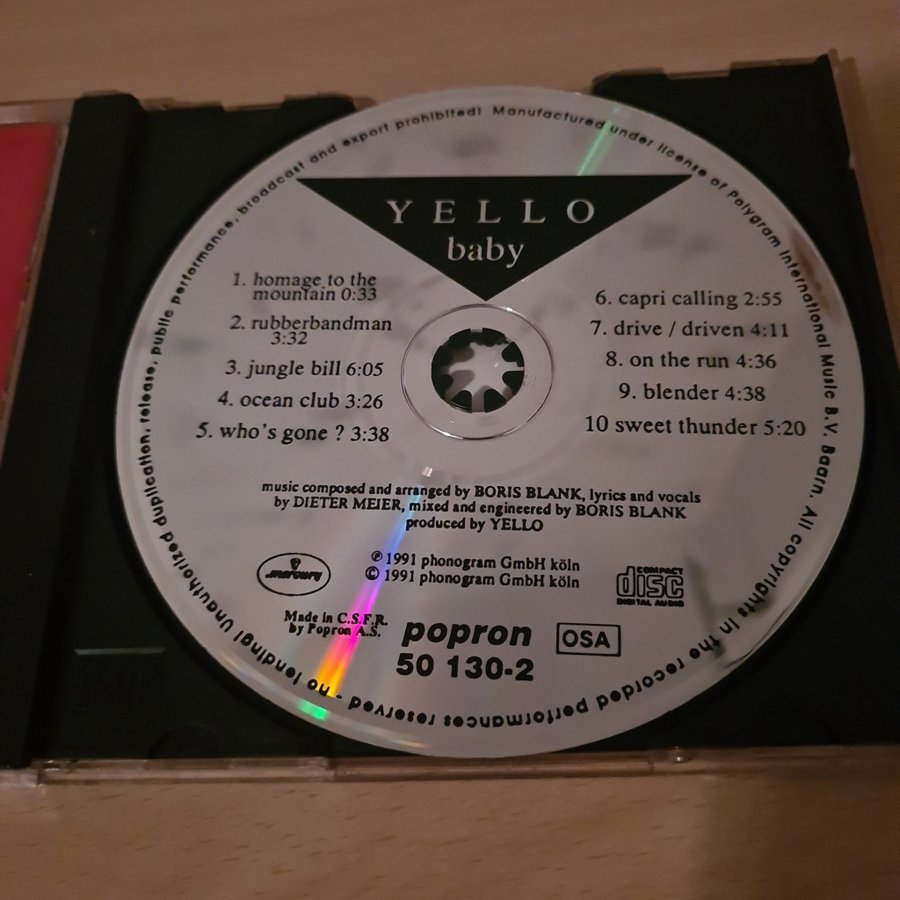 YELLO
baby
1. homage to the
mountain 0:33
2. rubberbandman
3:32
3. jungle bill 6:05
4. ocean club 3:26
5. who's gone ? 3:38
6. capri calling 2:55
7. drive / driven 4:11
8. on the run 4:36
9. blender 4:38
10 sweet thunder 5:20
music composed and arranged by BORIS BLANK, lyrics and vocals
by DIETER MEIER, mixed and engineered by BORIS BLANK
produced by YELLO
℗ 1991 phonogram GmbH köln
© 1991 phonogram GmbH köln
mercury
COMPACT
disc
DIGITAL AUDIO
Made in C.S.F.R.
by Popron A.S.
popron
50 130-2
OSA
Unauthorized duplication, release, public performance, broadcast and export prohibited! Manufactured under license of Polygram International Music B.V. Baarn. All copyrights in the recorded performances reserved - no lending!